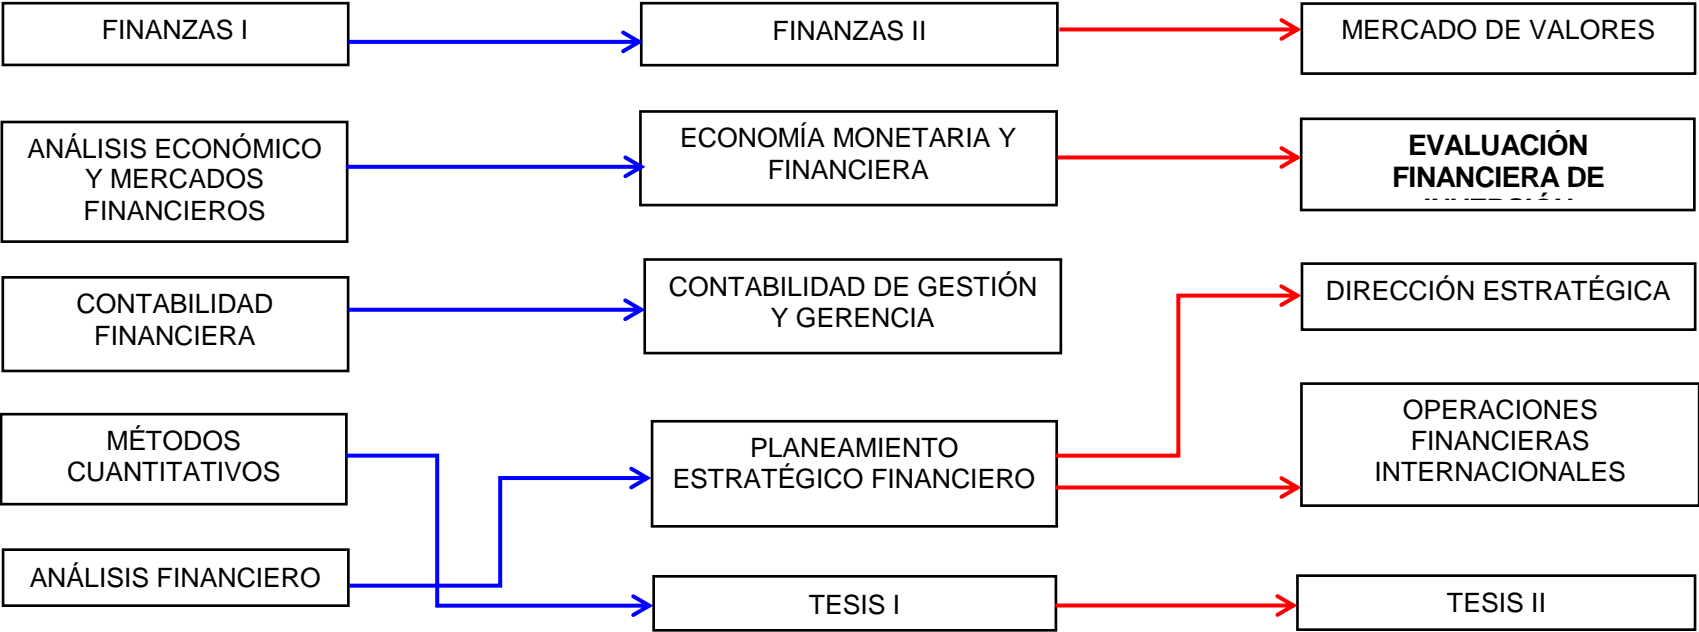 FINANZAS I
FINANZAS II
MERCADO DE VALORES
ANÁLISIS ECONÓMICO
Y MERCADOS
FINANCIEROS
ECONOMÍA MONETARIA Y
FINANCIERA
EVALUACIÓN
FINANCIERA DE
INVERSIÓN
CONTABILIDAD
FINANCIERA
CONTABILIDAD DE GESTIÓN
Y GERENCIA
DIRECCIÓN ESTRATÉGICA
MÉTODOS
CUANTITATIVOS
PLANEAMIENTO
ESTRATÉGICO FINANCIERO
OPERACIONES
FINANCIERAS
INTERNACIONALES
ANÁLISIS FINANCIERO
TESIS I
TESIS II